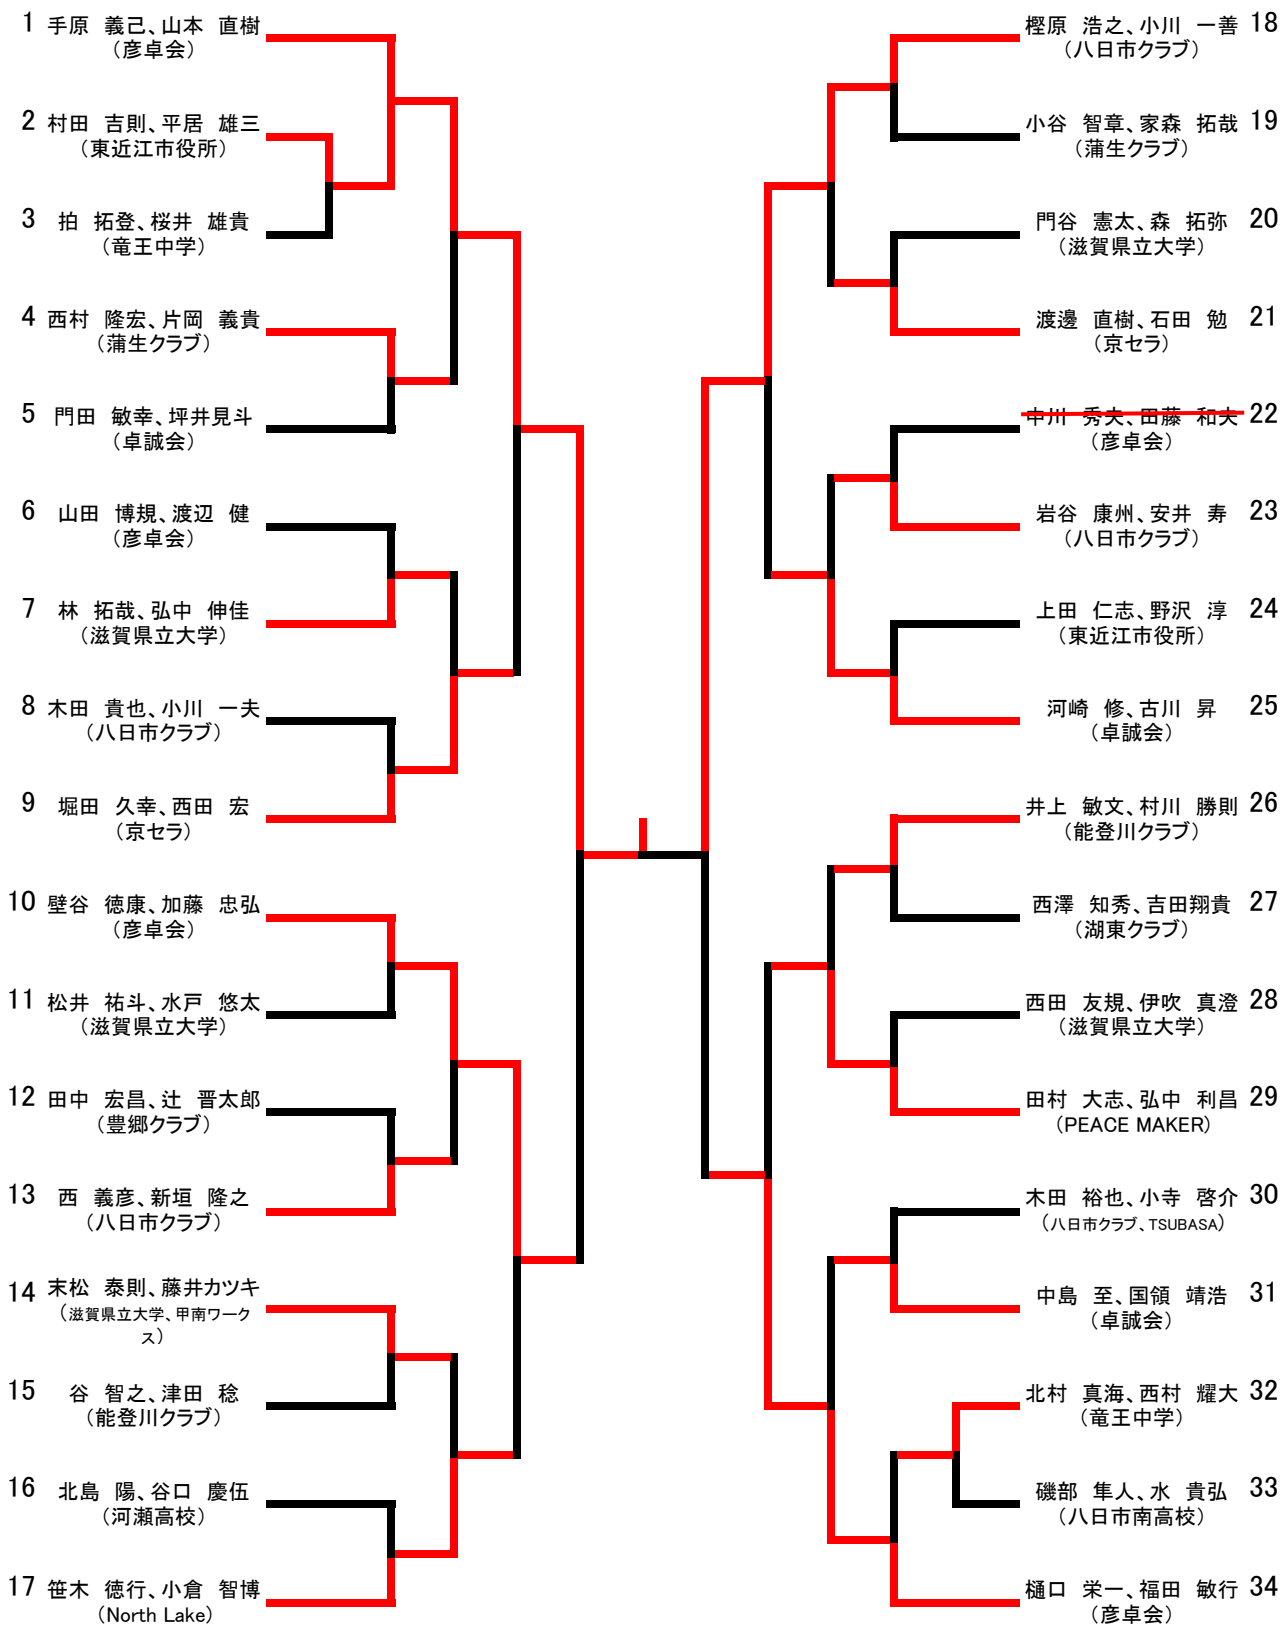 1 手原 義己、山本 直樹
（彦卓会）
2 村田 吉則、平居 雄三
（東近江市役所）
3 拍 拓登、桜井 雄貴
（竜王中学）
4 西村 隆宏、片岡 義貴
（蒲生クラブ）
5 門田 敏幸、坪井見斗
（卓誠会）
6 山田 博規、渡辺 健
（彦卓会）
7 林 拓哉、弘中 伸佳
（滋賀県立大学）
8 木田 貴也、小川 一夫
（八日市クラブ）
9 堀田 久幸、西田 宏
（京セラ）
10 壁谷 徳康、加藤 忠弘
（彦卓会）
11 松井 祐斗、水戸 悠太
（滋賀県立大学）
12 田中 宏昌、辻 晋太郎
（豊郷クラブ）
13 西 義彦、新垣 隆之
（八日市クラブ）
14 末松 泰則、藤井カツキ
（滋賀県立大学、甲南ワーク
ス）
15 谷 智之、津田 稔
（能登川クラブ）
16 北島 陽、谷口 慶伍
（河瀬高校）
17 笹木 徳行、小倉 智博
（North Lake）
樫原 浩之、小川 一善 18
（八日市クラブ）
小谷 智章、家森 拓哉 19
（蒲生クラブ）
門谷 憲太、森 拓弥 20
（滋賀県立大学）
渡邊 直樹、石田 勉 21
（京セラ）
中川 秀夫、田藤 和夫 22
（彦卓会）
岩谷 康州、安井 寿 23
（八日市クラブ）
上田 仁志、野沢 淳 24
（東近江市役所）
河崎 修、古川 昇 25
（卓誠会）
井上 敏文、村川 勝則 26
（能登川クラブ）
西澤 知秀、吉田翔貴 27
（湖東クラブ）
西田 友規、伊吹 真澄 28
（滋賀県立大学）
田村 大志、弘中 利昌 29
（PEACE MAKER）
木田 裕也、小寺 啓介 30
（八日市クラブ、TSUBASA）
中島 至、国領 靖浩 31
（卓誠会）
北村 真海、西村 耀大 32
（竜王中学）
磯部 隼人、水 貴弘 33
（八日市南高校）
樋口 栄一、福田 敏行 34
（彦卓会）